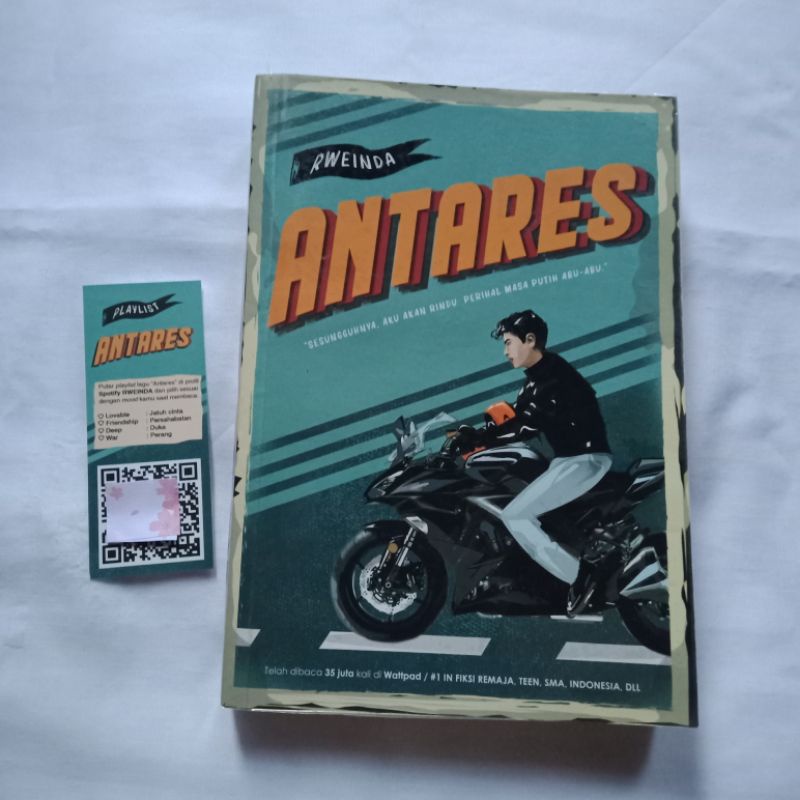 RWEINDA
ANTARES
"SESUNGGUHNYA, AKU AKAN RINDU. PERIHAL MASA PUTIH ABU-ABU."
Telah dibaca 35 juta kali di Wattpad / #1 IN FIKSI REMAJA, TEEN, SMA, INDONESIA, DLL
PLAYLIST
ANTARES
Putar playlist lagu "Antares" di profil
Spotify RWEINDA dan pilih sesuai
dengan mood kamu saat membaca.
Lovable : Jatuh cinta
Friendship : Persahabatan
Deep : Duka
War : Perang